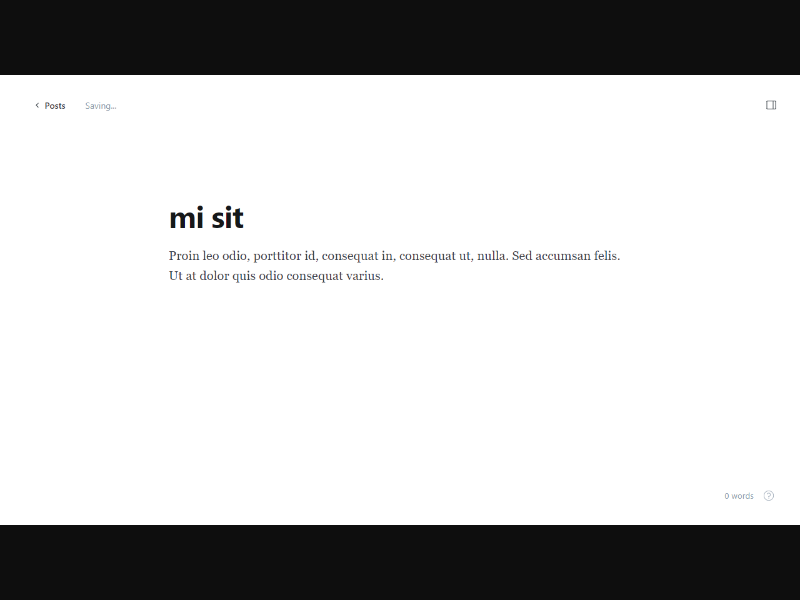 Posts
Saving...
mi sit
Proin leo odio, porttitor id, consequat in, consequat ut, nulla. Sed accumsan felis.
Ut at dolor quis odio consequat varius.
0 words
?